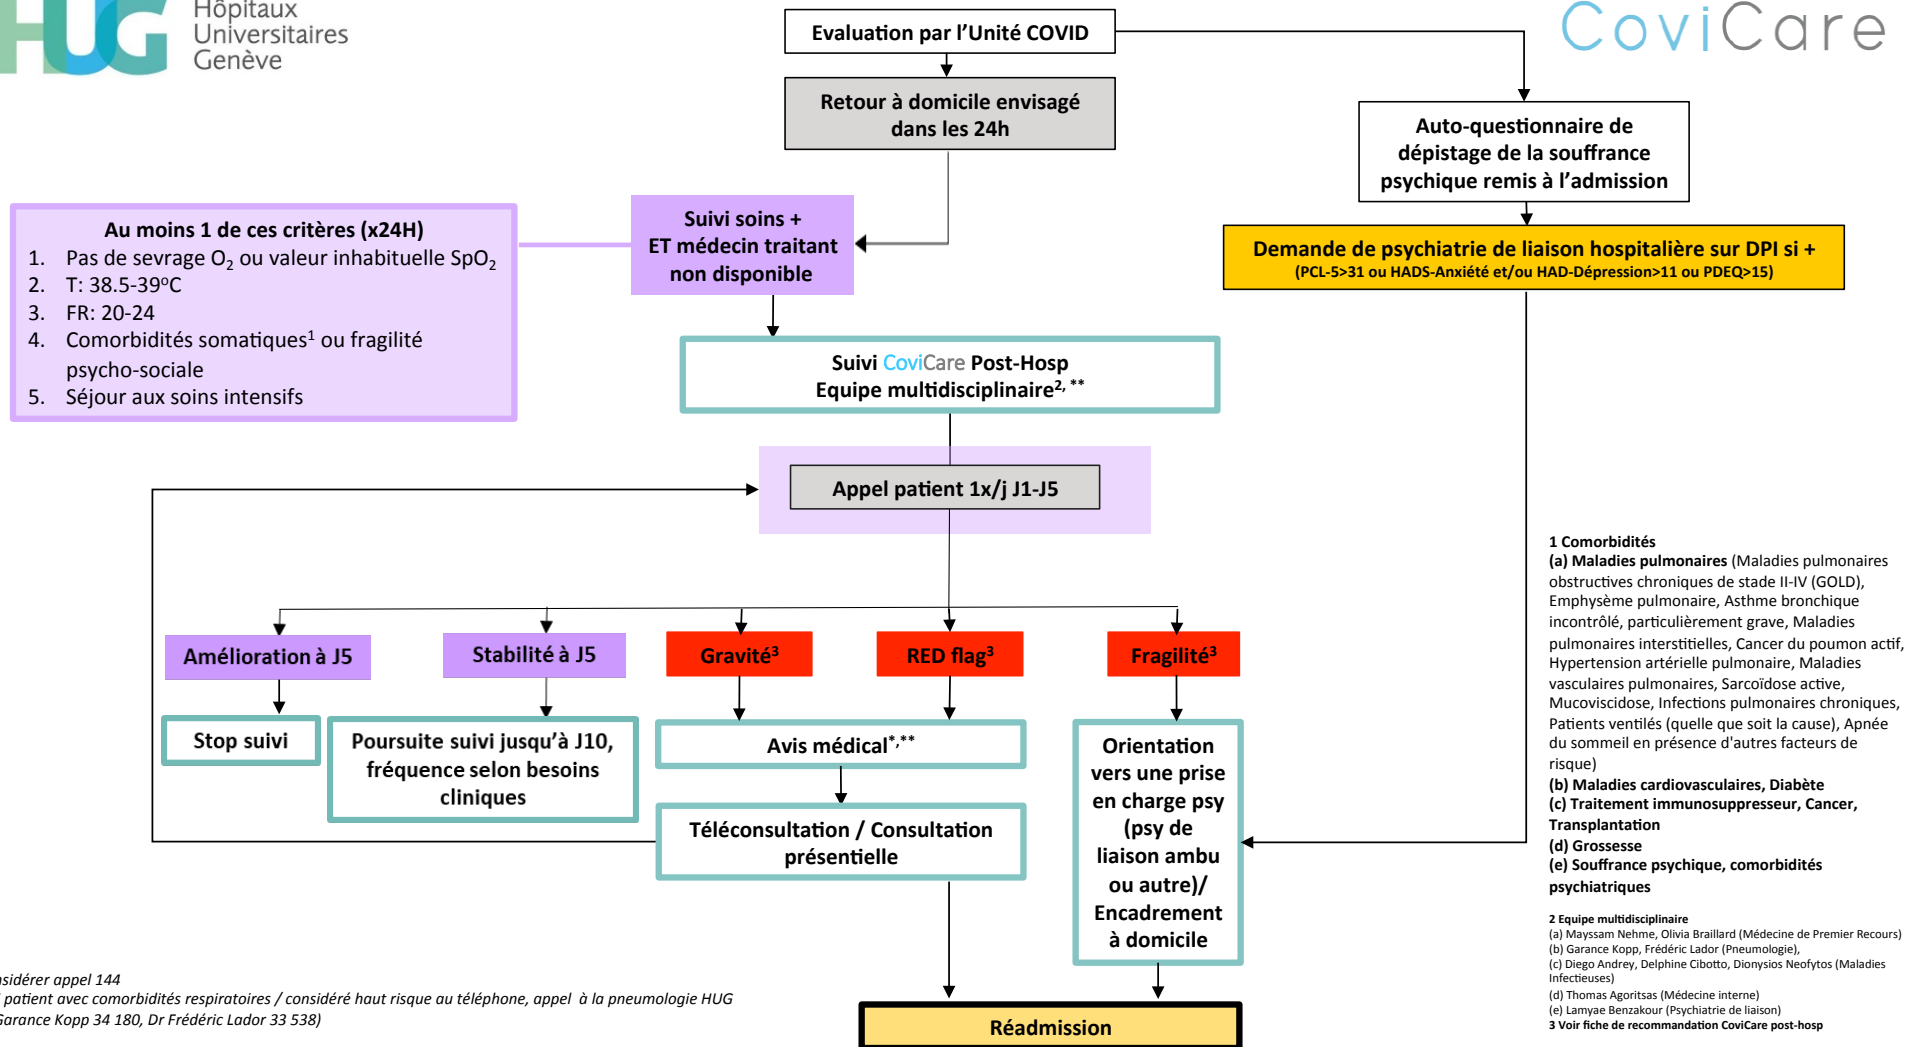 HUG
Hôpitaux
Universitaires
Genève
CoviCare
Evaluation par l'Unité COVID
Retour à domicile envisagé
dans les 24h
Auto-questionnaire de
dépistage de la souffrance
psychique remis à l'admission
Demande de psychiatrie de liaison hospitalière sur DPI si +
(PCL-5>31 ou HADS-Anxiété et/ou HAD-Dépression>11 ou PDEQ>15)
Suivi soins +
ET médecin traitant
non disponible
Au moins 1 de ces critères (x24H)
1. Pas de sevrage O₂ ou valeur inhabituelle SpO₂
2. T: 38.5-39°C
3. FR: 20-24
4. Comorbidités somatiques¹ ou fragilité
psycho-sociale
5. Séjour aux soins intensifs
Suivi CoviCare Post-Hosp
Equipe multidisciplinaire², **
Appel patient 1x/j J1-J5
Amélioration à J5
Stabilité à J5
Gravité³
RED flag³
Fragilité³
Stop suivi
Poursuite suivi jusqu'à J10,
fréquence selon besoins
cliniques
Avis médical*,**
Téléconsultation / Consultation
présentielle
Orientation
vers une prise
en charge psy
(psy de
liaison ambu
ou autre)/
Encadrement
à domicile
Réadmission
1 Comorbidités
(a) Maladies pulmonaires (Maladies pulmonaires
obstructives chroniques de stade II-IV (GOLD),
Emphysème pulmonaire, Asthme bronchique
incontrôlé, particulièrement grave, Maladies
pulmonaires interstitielles, Cancer du poumon actif,
Hypertension artérielle pulmonaire, Maladies
vasculaires pulmonaires, Sarcoïdose active,
Mucoviscidose, Infections pulmonaires chroniques,
Patients ventilés (quelle que soit la cause), Apnée
du sommeil en présence d'autres facteurs de
risque)
(b) Maladies cardiovasculaires, Diabète
(c) Traitement immunosuppresseur, Cancer,
Transplantation
(d) Grossesse
(e) Souffrance psychique, comorbidités
psychiatriques
2 Equipe multidisciplinaire
(a) Mayssam Nehme, Olivia Braillard (Médecine de Premier Recours)
(b) Garance Kopp, Frédéric Lador (Pneumologie),
(c) Diego Andrey, Delphine Cibotto, Dionysios Neofytos (Maladies
Infectieuses)
(d) Thomas Agoritsas (Médecine interne)
(e) Lamyae Benzakour (Psychiatrie de liaison)
3 Voir fiche de recommandation CoviCare post-hosp
nsidérer appel 144
patient avec comorbidités respiratoires / considéré haut risque au téléphone, appel à la pneumologie HUG
Garance Kopp 34 180, Dr Frédéric Lador 33 538)